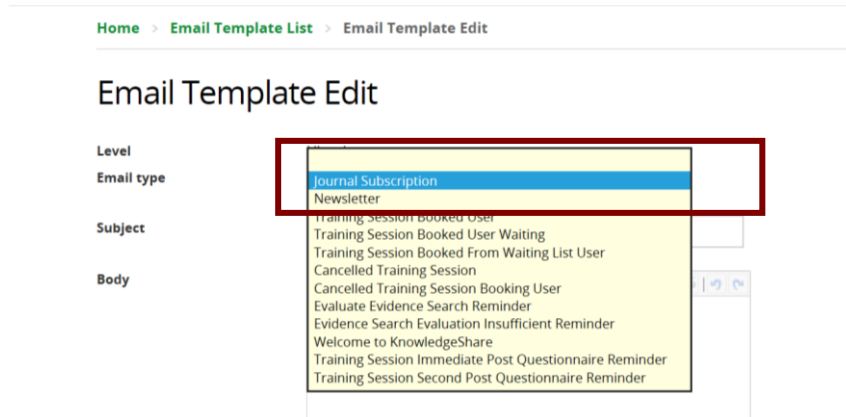 Home > Email Template List > Email Template Edit
Email Template Edit
Level
Email type
Journal Subscription
Newsletter
Training Session Booked User
Subject
Training Session Booked User Waiting
Training Session Booked From Waiting List User
Cancelled Training Session
Body
Cancelled Training Session Booking User
Evaluate Evidence Search Reminder
Evidence Search Evaluation Insufficient Reminder
Welcome to KnowledgeShare
Training Session Immediate Post Questionnaire Reminder
Training Session Second Post Questionnaire Reminder